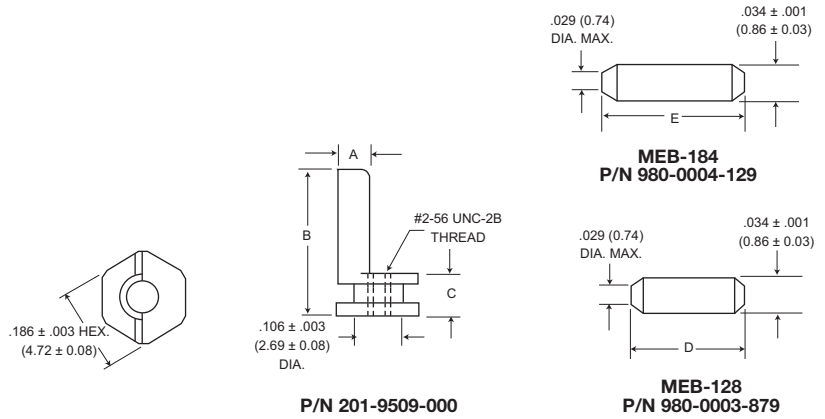 .029 (0.74)
DIA. MAX.
.034 ± .001
(0.86 ± 0.03)
E
MEB-184
P/N 980-0004-129
A
B
#2-56 UNC-2B
THREAD
C
.186 ± .003 HEX.
(4.72 ± 0.08)
.106 ± .003
(2.69 ± 0.08)
DIA.
P/N 201-9509-000
.029 (0.74)
DIA. MAX.
.034 ± .001
(0.86 ± 0.03)
D
MEB-128
P/N 980-0003-879